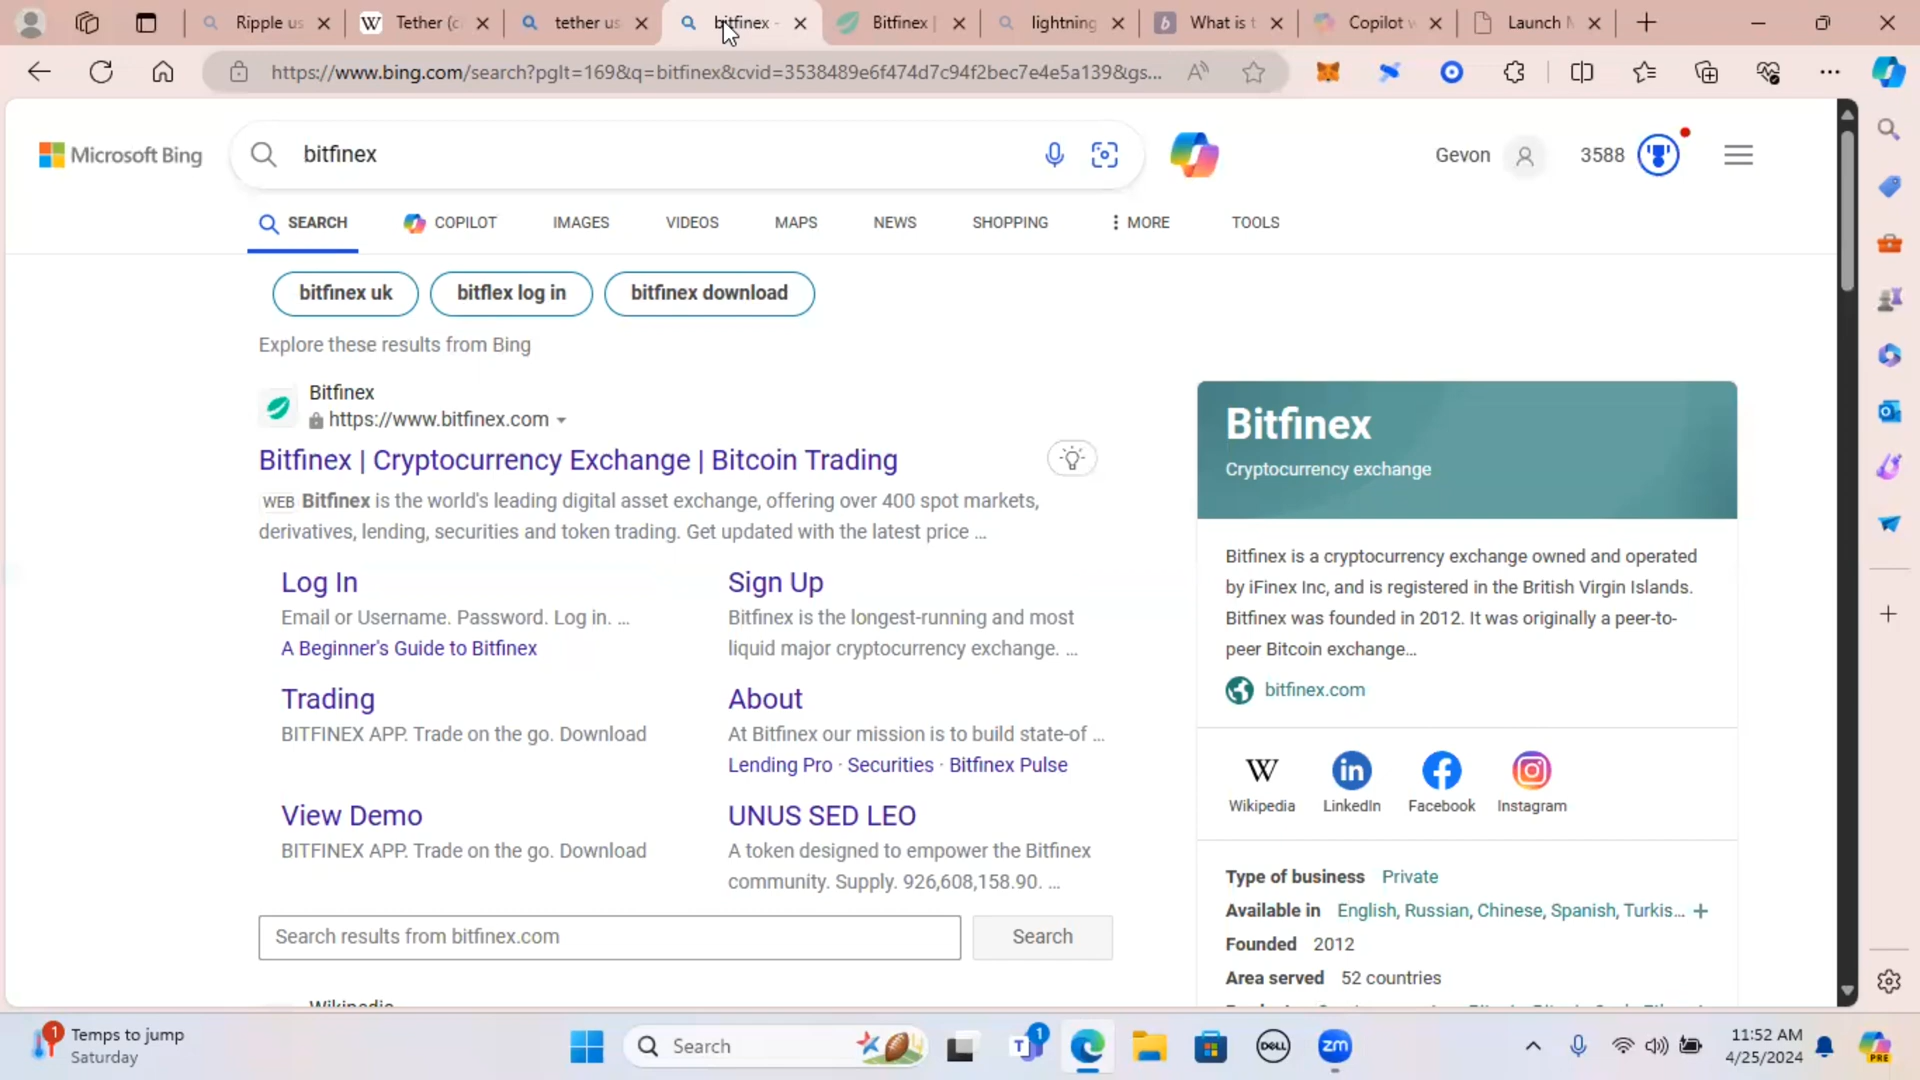 Ripple us
Tether (c
tether us
bitfinex -
Bitfinex |
lightning
b
What is t
Copilot
Launch
https://www.bing.com/search?pglt=169&q=bitfinex&cvid=3538489e6f474d7c94f2bec7e4e5a139&gs...
Microsoft Bing
bitfinex
Gevon
3588
SEARCH
COPILOT
IMAGES
VIDEOS
MAPS
NEWS
SHOPPING
MORE
TOOLS
bitfinex uk
bitflex log in
bitfinex download
Explore these results from Bing
Bitfinex
https://www.bitfinex.com
Bitfinex | Cryptocurrency Exchange | Bitcoin Trading
WEB Bitfinex is the world's leading digital asset exchange, offering over 400 spot markets,
derivatives, lending, securities and token trading. Get updated with the latest price ...
Log In
Email or Username. Password. Log in. ...
A Beginner's Guide to Bitfinex
Sign Up
Bitfinex is the longest-running and most
liquid major cryptocurrency exchange. ...
Trading
BITFINEX APP. Trade on the go. Download
About
At Bitfinex our mission is to build state-of ...
Lending Pro · Securities · Bitfinex Pulse
View Demo
BITFINEX APP. Trade on the go. Download
UNUS SED LEO
A token designed to empower the Bitfinex
community. Supply. 926,608,158.90. ...
Search results from bitfinex.com
Search
Wikipedia
Bitfinex
Cryptocurrency exchange
Bitfinex is a cryptocurrency exchange owned and operated
by iFinex Inc, and is registered in the British Virgin Islands.
Bitfinex was founded in 2012. It was originally a peer-to-
peer Bitcoin exchange...
bitfinex.com
W
in
Wikipedia
LinkedIn
Facebook
Instagram
Type of business Private
Available in English, Russian, Chinese, Spanish, Turkis... +
Founded 2012
Area served 52 countries
1
Temps to jump
Saturday
Search
1
DELL
zm
11:52 AM
4/25/2024
PRE